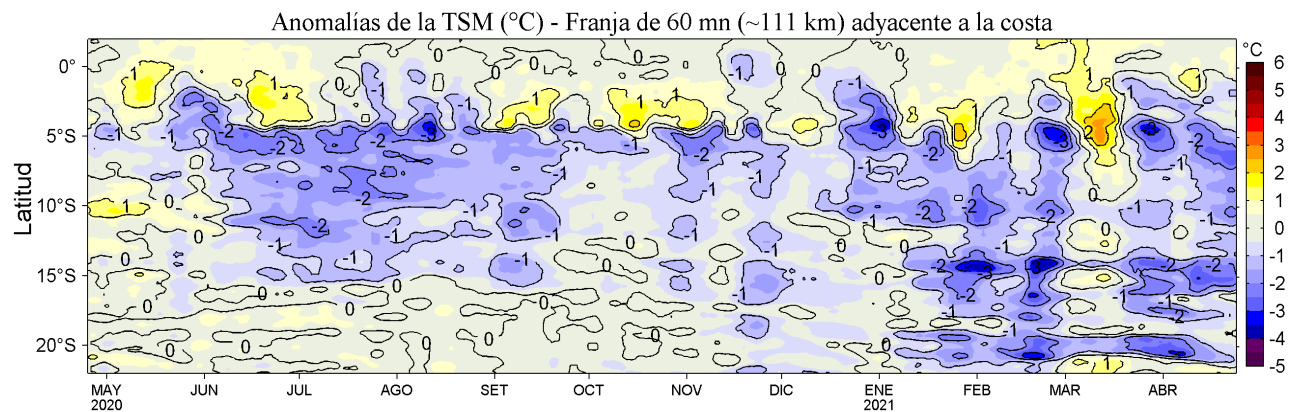 Anomalías de la TSM (°C) - Franja de 60 mn (~111 km) adyacente a la costa
°C
6
5
4
3
2
1
0
-1
-2
-3
-4
-5
Latitud
0°
5°S
10°S
15°S
20°S
MAY JUN JUL AGO SET OCT NOV DIC ENE FEB MAR ABR
2020 2021